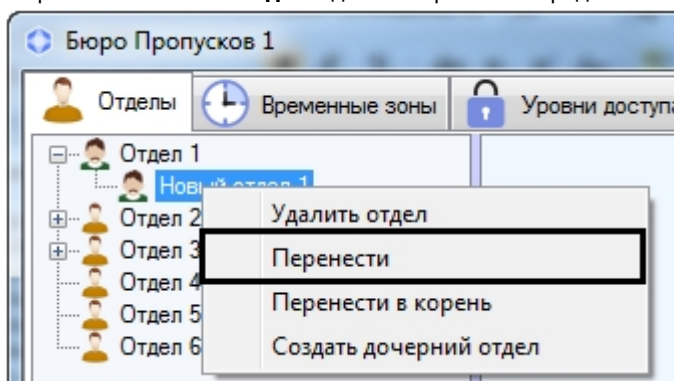 Бюро Пропусков 1
Отделы Временные зоны Уровни доступа
Отдел 1
Новый отдел 1
Отдел 2
Отдел 3
Отдел 4
Отдел 5
Отдел 6
Удалить отдел
Перенести
Перенести в корень
Создать дочерний отдел